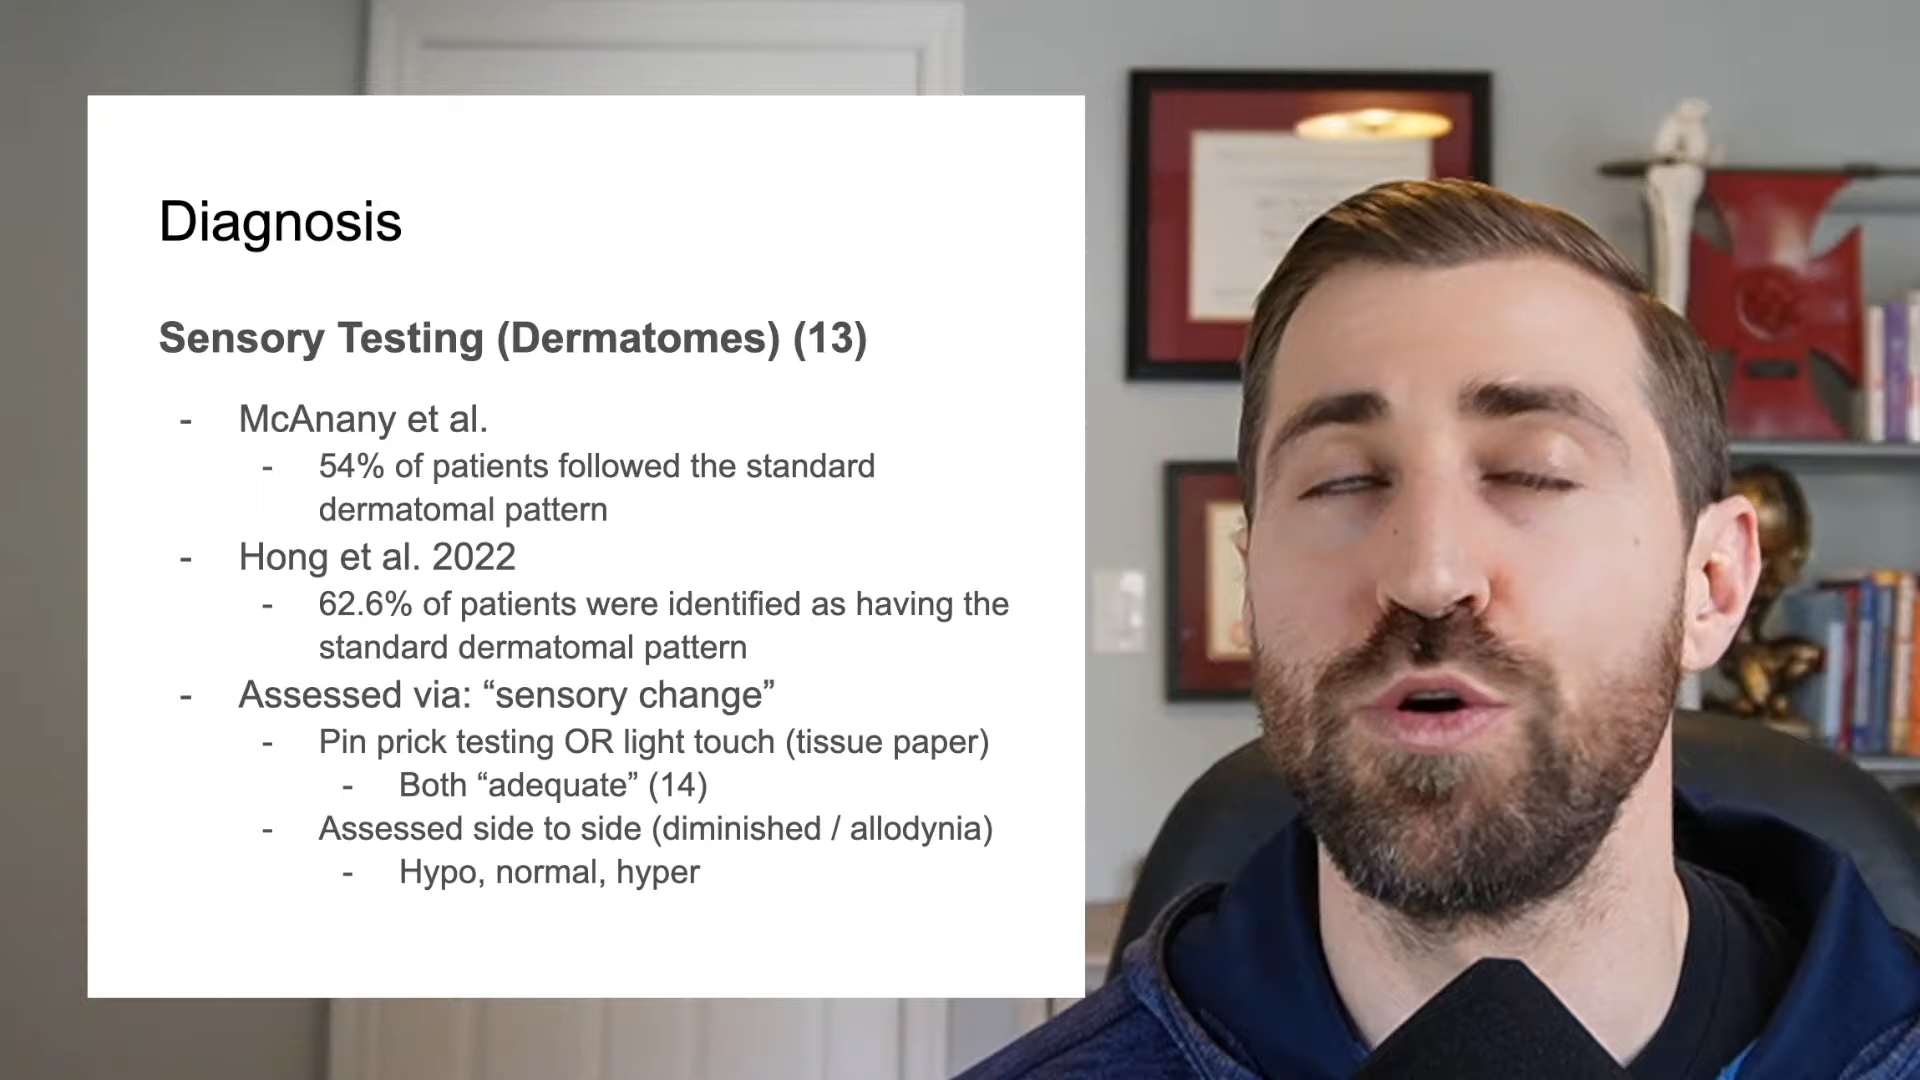 Diagnosis
Sensory Testing (Dermatomes) (13)
- McAnany et al.
- 54% of patients followed the standard
dermatomal pattern
- Hong et al. 2022
- 62.6% of patients were identified as having the
standard dermatomal pattern
- Assessed via: “sensory change”
- Pin prick testing OR light touch (tissue paper)
- Both “adequate” (14)
- Assessed side to side (diminished / allodynia)
- Hypo, normal, hyper